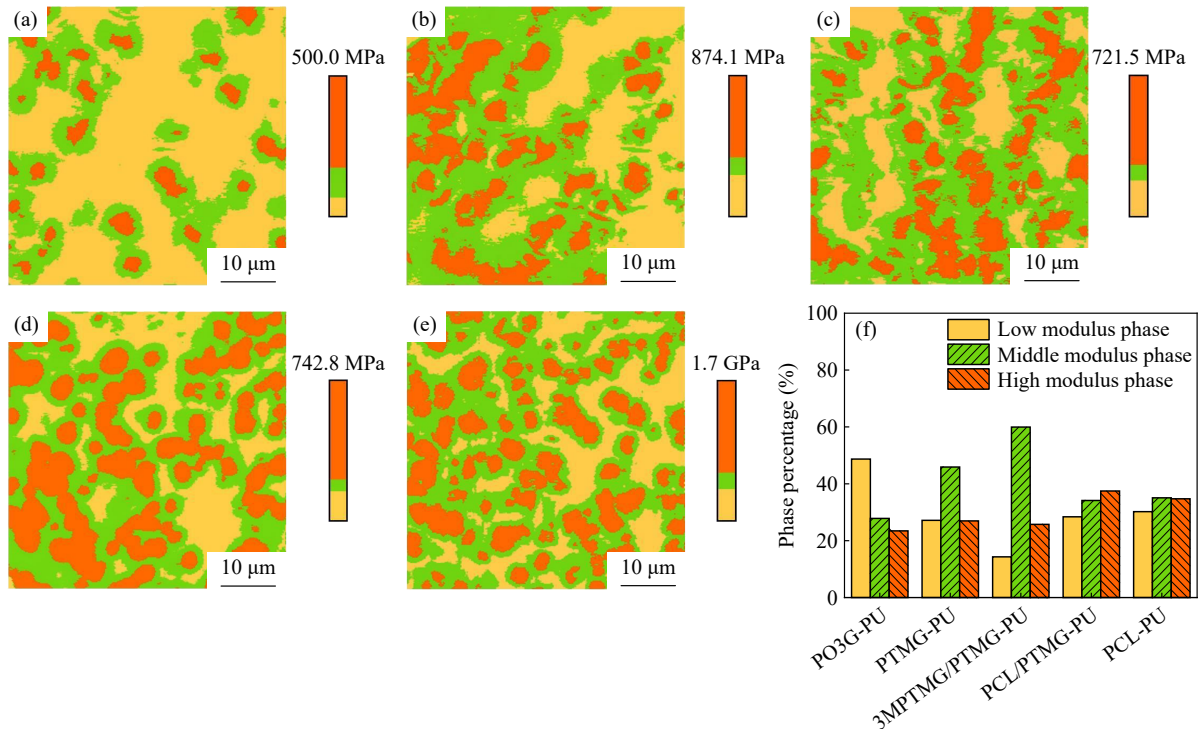 (a)
500.0 MPa
10 μm
(b)
874.1 MPa
10 μm
(c)
721.5 MPa
10 μm
(d)
742.8 MPa
10 μm
(e)
1.7 GPa
10 μm
(f)
Low modulus phase
Middle modulus phase
High modulus phase
Phase percentage (%)
100
80
60
40
20
0
PO3G-PU
PTMG-PU
3MPTMG/PTMG-PU
PCL/PTMG-PU
PCL-PU